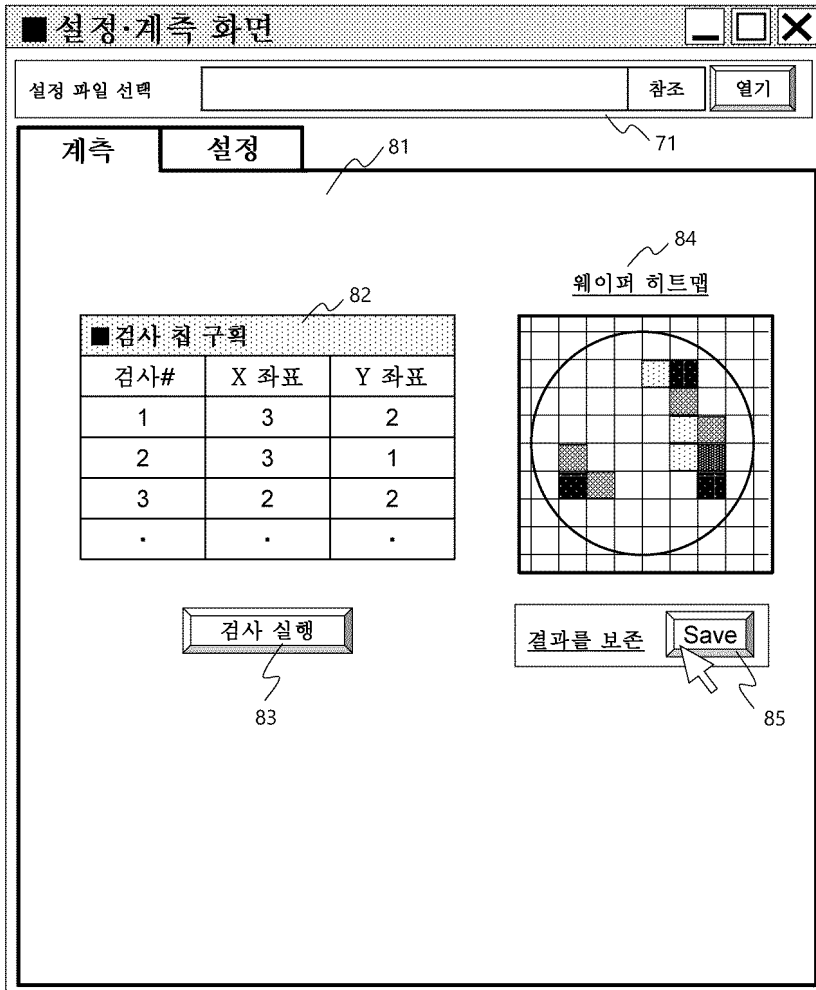 ■설정·계측 화면
설정 파일 선택 참조 열기
71
계측 설정
81
84
웨이퍼 히트맵
82
■검사 칩 구획
검사# X 좌표 Y 좌표
1 3 2
2 3 1
3 2 2
· · ·
검사 실행
83
결과를 보존 Save
85